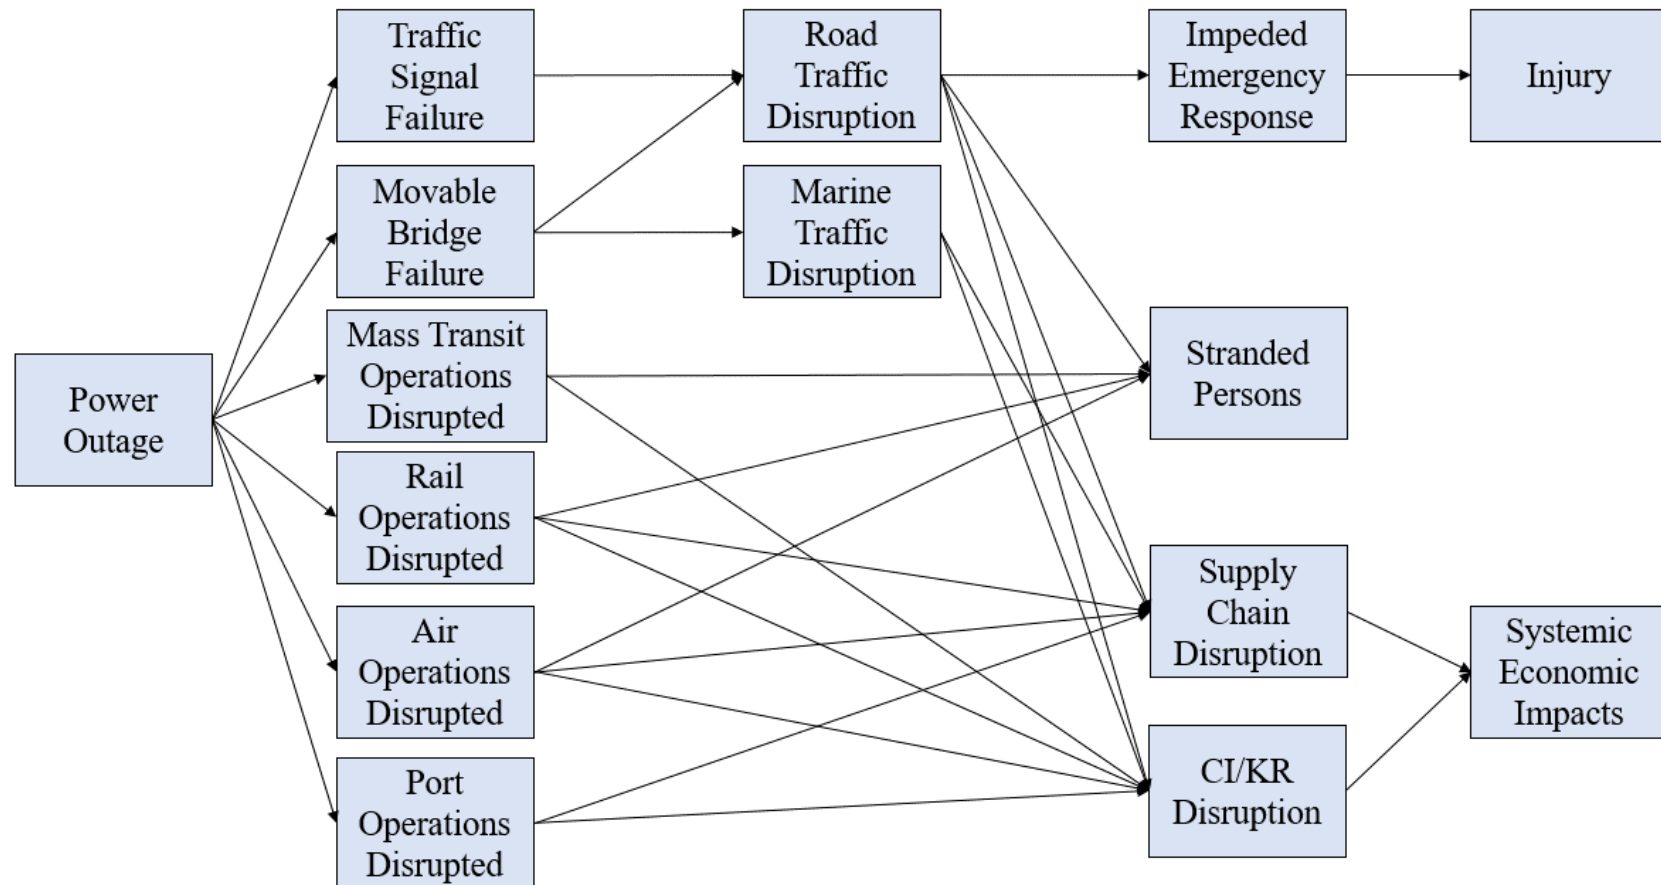 Traffic
Signal
Failure
Road
Traffic
Disruption
Impeded
Emergency
Response
Injury
Movable
Bridge
Failure
Marine
Traffic
Disruption
Mass Transit
Operations
Disrupted
Stranded
Persons
Power
Outage
Rail
Operations
Disrupted
Supply
Chain
Disruption
Air
Operations
Disrupted
Systemic
Economic
Impacts
CI/KR
Disruption
Port
Operations
Disrupted